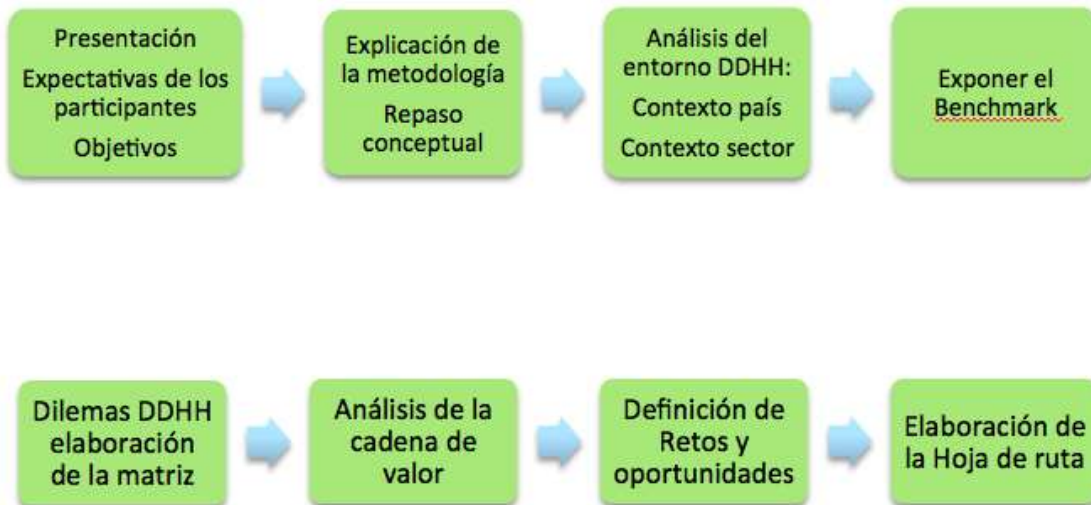 Presentación
Expectativas de los
participantes
Objetivos
Explicación de
la metodología
Repaso
conceptual
Análisis del
entorno DDHH:
Contexto país
Contexto sector
Exponer el
Benchmark
Dilemas DDHH
elaboración
de la matriz
Análisis de la
cadena de
valor
Definición de
Retos y
oportunidades
Elaboración de
la Hoja de ruta